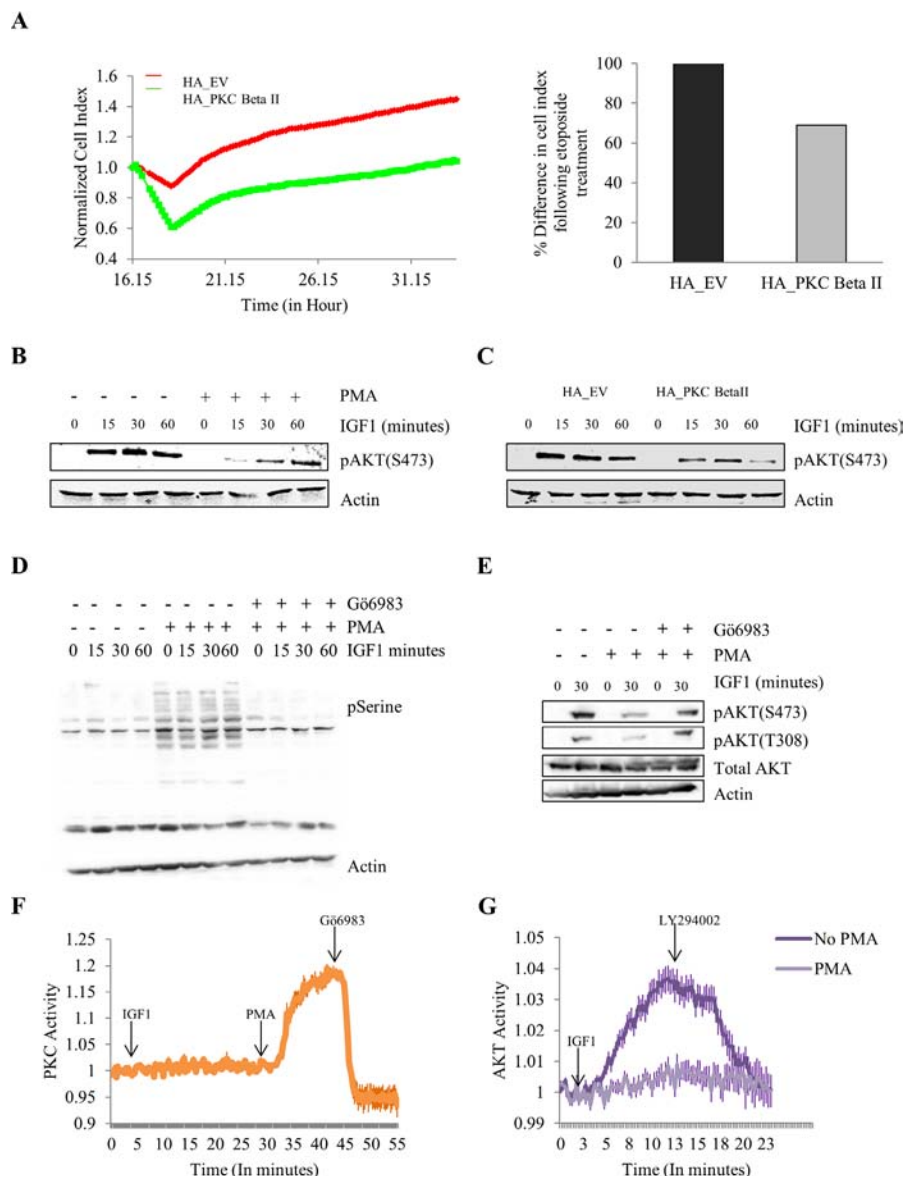 A
1.6
1.4
1.2
1.0
0.8
0.6
0.4
Normalized Cell Index
HA_EV
HA_PKC Beta II
16.15 21.15 26.15 31.15
Time (in Hour)
100
80
60
40
20
0
% Difference in cell index
following etoposide
treatment
HA_EV HA_PKC Beta II
B
- - - - + + + + PMA
0 15 30 60 0 15 30 60 IGF1 (minutes)
pAKT(S473)
Actin
C
HA_EV HA_PKC BetaII
0 15 30 60 0 15 30 60 IGF1 (minutes)
pAKT(S473)
Actin
D
- - - - - - - - + + + + Gö6983
- - - - + + + + + + + + PMA
0 15 30 60 0 15 30 60 0 15 30 60 IGF1 minutes
pSerine
Actin
E
- - - - + + Gö6983
- - + + + + PMA
0 30 0 30 0 30 IGF1 (minutes)
pAKT(S473)
pAKT(T308)
Total AKT
Actin
F
1.25
1.2
1.15
1.1
1.05
1
0.95
0.9
PKC Activity
IGF1
PMA
Gö6983
0 5 10 15 20 25 30 34 40 45 55
Time (In minutes)
G
1.05
1.04
1.03
1.02
1.01
1
0.99
AKT Activity
IGF1
LY294002
No PMA
PMA
0 3 5 8 10 13 15 18 20 23
Time (In minutes)